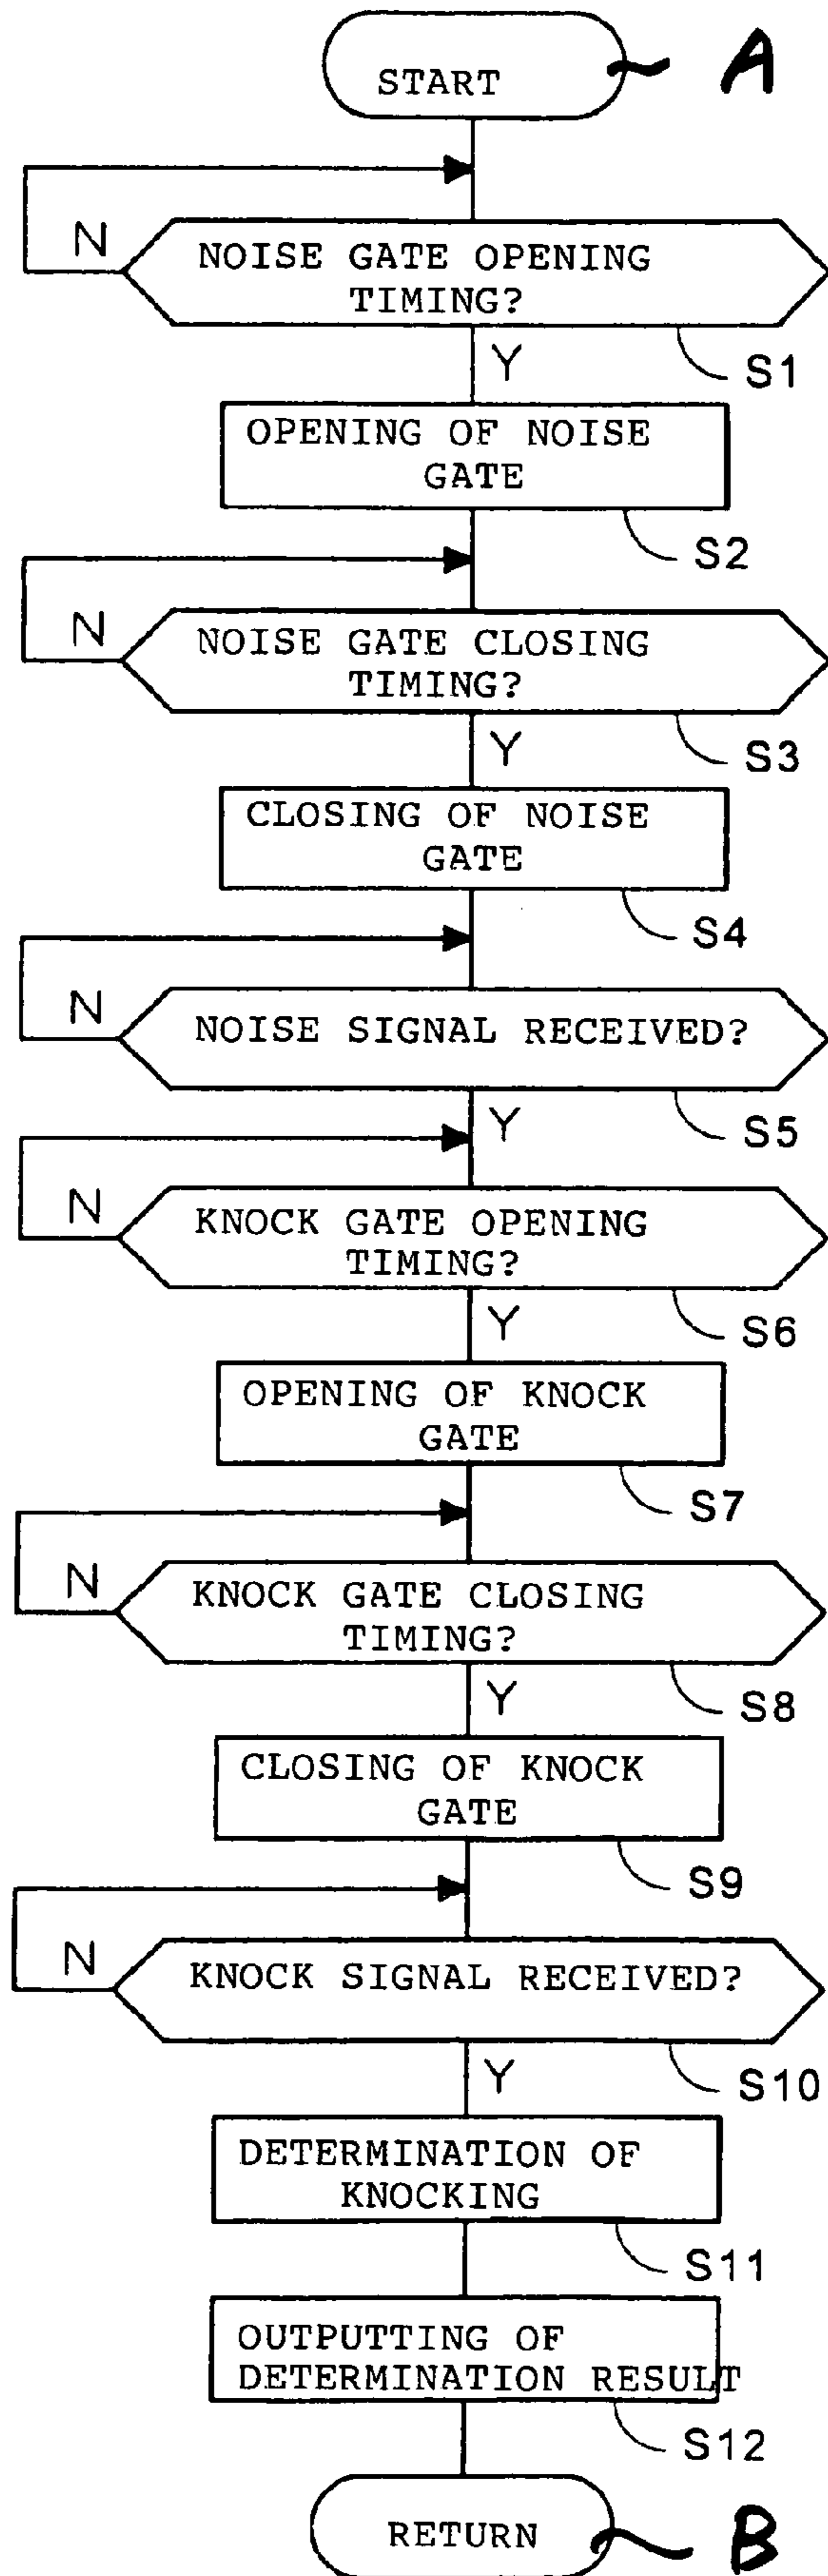 START
A
N
NOISE GATE OPENING
TIMING?
Y
S1
OPENING OF NOISE
GATE
S2
N
NOISE GATE CLOSING
TIMING?
Y
S3
CLOSING OF NOISE
GATE
S4
N
NOISE SIGNAL RECEIVED?
Y
S5
N
KNOCK GATE OPENING
TIMING?
Y
S6
OPENING OF KNOCK
GATE
S7
N
KNOCK GATE CLOSING
TIMING?
Y
S8
CLOSING OF KNOCK
GATE
S9
N
KNOCK SIGNAL RECEIVED?
Y
S10
DETERMINATION OF
KNOCKING
S11
OUTPUTTING OF
DETERMINATION RESULT
S12
RETURN
B